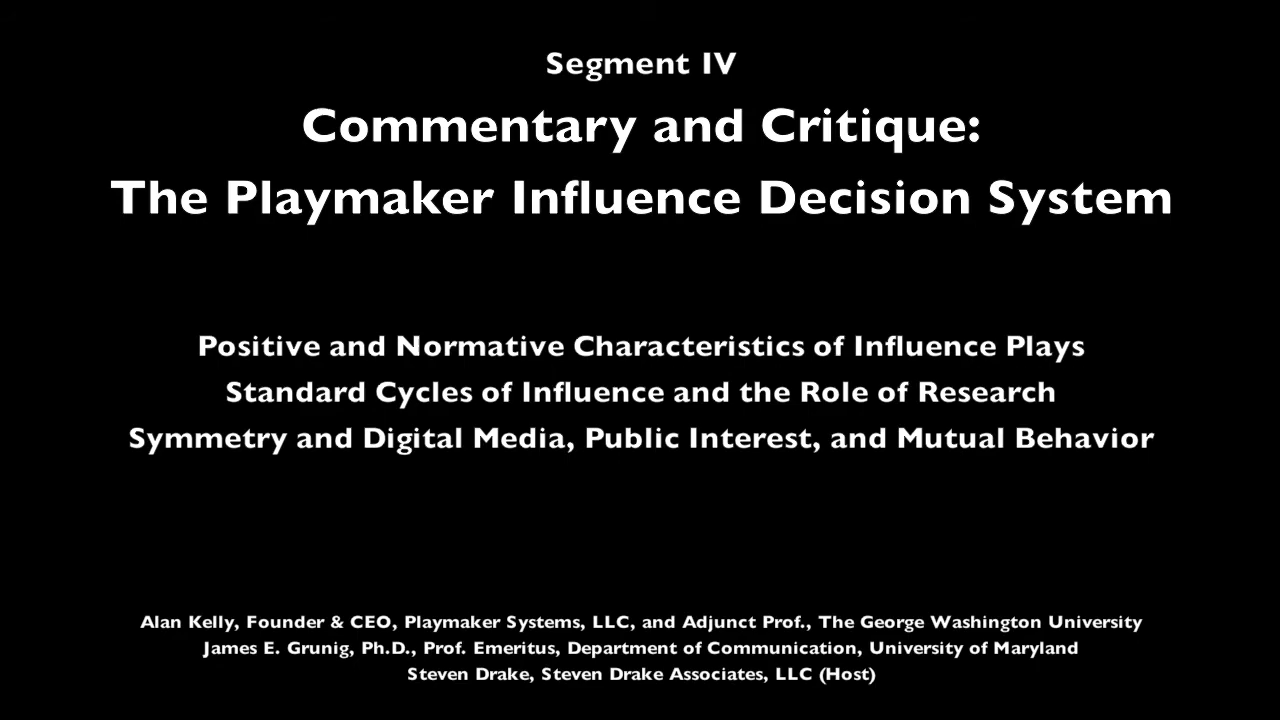 Segment IV
Commentary and Critique:
The Playmaker Influence Decision System
Positive and Normative Characteristics of Influence Plays
Standard Cycles of Influence and the Role of Research
Symmetry and Digital Media, Public Interest, and Mutual Behavior
Alan Kelly, Founder & CEO, Playmaker Systems, LLC, and Adjunct Prof., The George Washington University
James E. Grunig, Ph.D., Prof. Emeritus, Department of Communication, University of Maryland
Steven Drake, Steven Drake Associates, LLC (Host)